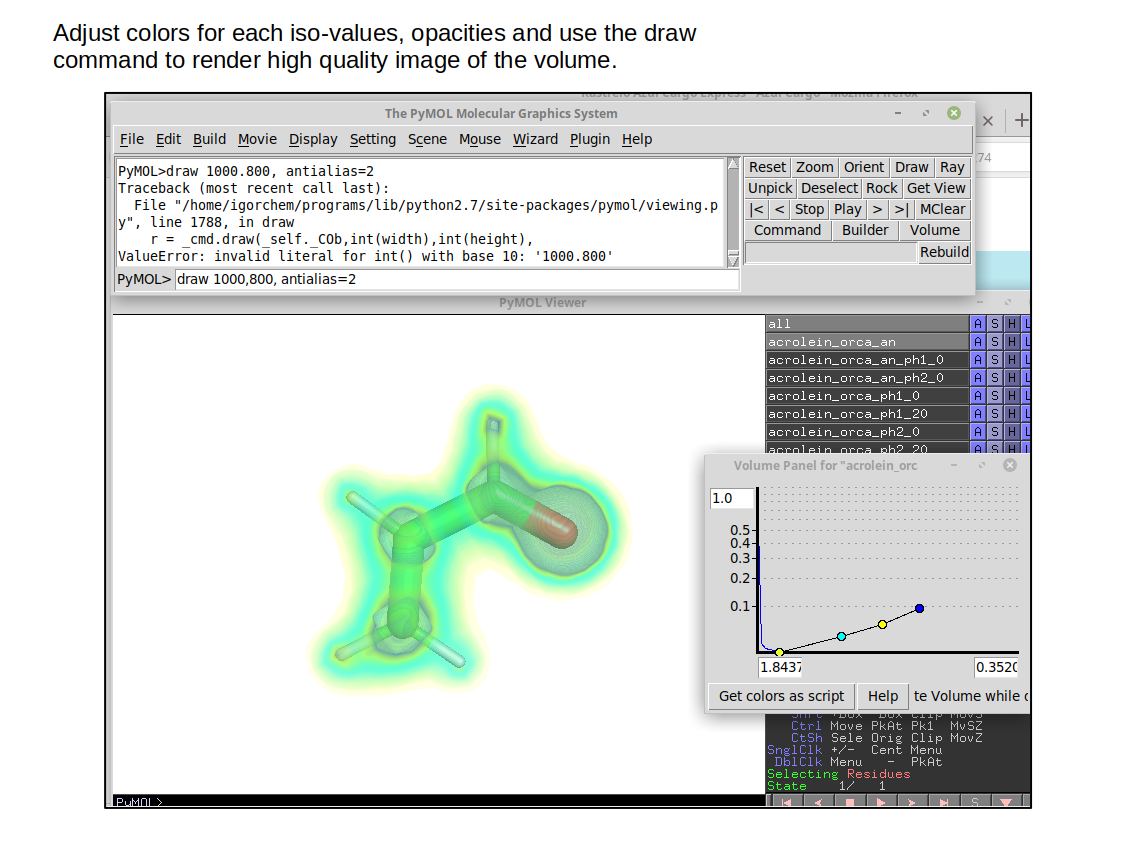 Adjust colors for each iso-values, opacities and use the draw
command to render high quality image of the volume.
The PyMOL Molecular Graphics System
File Edit Build Movie Display Setting Scene Mouse Wizard Plugin Help
PyMOL>draw 1000.800, antialias=2
Traceback (most recent call last):
File "/home/igorchem/programs/lib/python2.7/site-packages/pymol/viewing.p
y", line 1788, in draw
r = _cmd.draw(_self._COb,int(width),int(height),
ValueError: invalid literal for int() with base 10: '1000.800'
PyMOL> draw 1000,800, antialias=2
Reset Zoom Orient Draw Ray
Unpick Deselect Rock Get View
|< < Stop Play > >| MClear
Command Builder Volume
Rebuild
74
PyMOL Viewer
all A S H L
acrolein_orca_an A S H L
acrolein_orca_an_ph1_0 A S H L
acrolein_orca_an_ph2_0 A S H L
acrolein_orca_ph1_0 A S H L
acrolein_orca_ph1_20 A S H L
acrolein_orca_ph2_0 A S H L
acrolein_orca_ph2_20 A S H L
Volume Panel for "acrolein_orc
1.0
0.5
0.4
0.3
0.2
0.1
1.8437
0.3520
Get colors as script Help te Volume while
Ctrl Move PkAt Pk1 MvSZ
CtSh Sele Orig Clip MovZ
SnglClk +/- Cent Menu
DblClk Menu - PkAt
Selecting Residues
State 1/ 1
PyMOL>
S